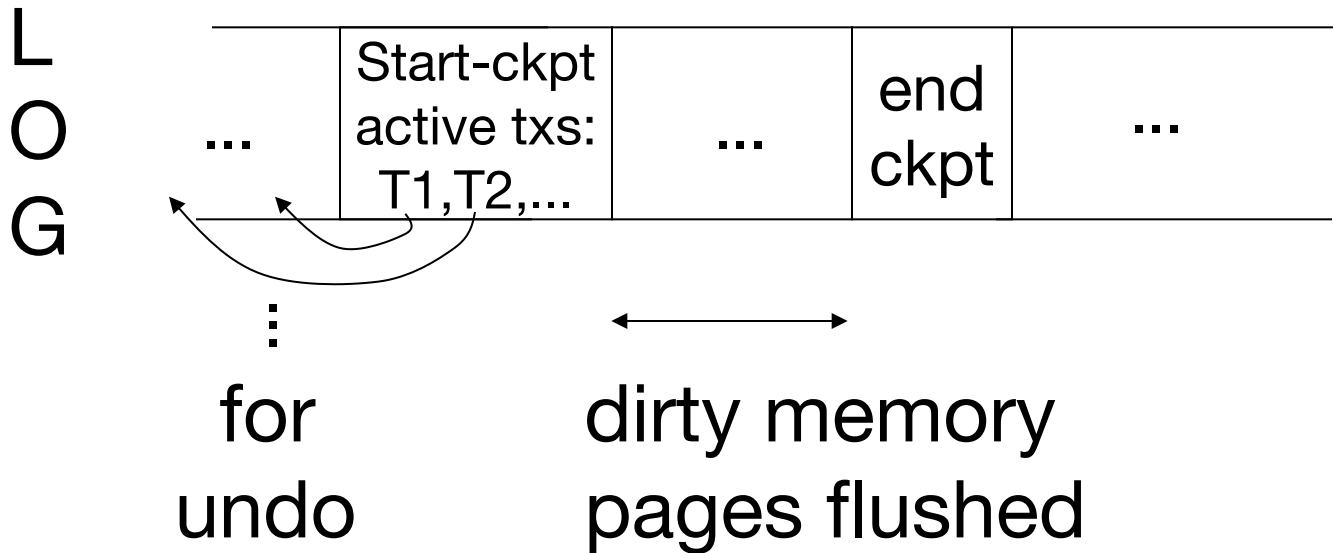 L
O
G
...
Start-ckpt
active txs:
T1,T2,...
...
end
ckpt
...
...
for
undo
dirty memory
pages flushed